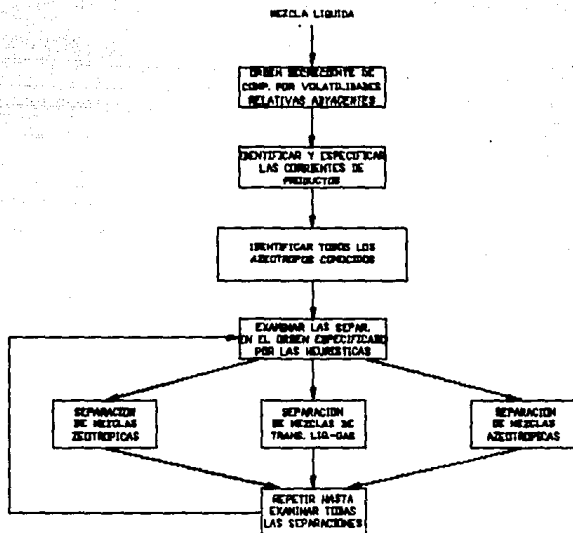 MEZCLA LIQUIDA
ORDEN DECRECIENTE DE
COMP. POR VOLATILIDADES
RELATIVAS ADYACENTES
IDENTIFICAR Y ESPECIFICAR
LAS CORRIENTES DE
PRODUCTOS
IDENTIFICAR TODOS LOS
AZEOTROPOS CONOCIDOS
EXAMINAR LAS SEPAR.
EN EL ORDEN ESPECIFICADO
POR LAS HEURISTICAS
SEPARACION
DE MEZCLAS
ZEOTROPICAS
SEPARACION
DE MEZCLAS DE
TRANS. LIQ-GAS
SEPARACION
DE MEZCLAS
AZEOTROPICAS
REPETIR HASTA
EXAMINAR TODAS
LAS SEPARACIONES